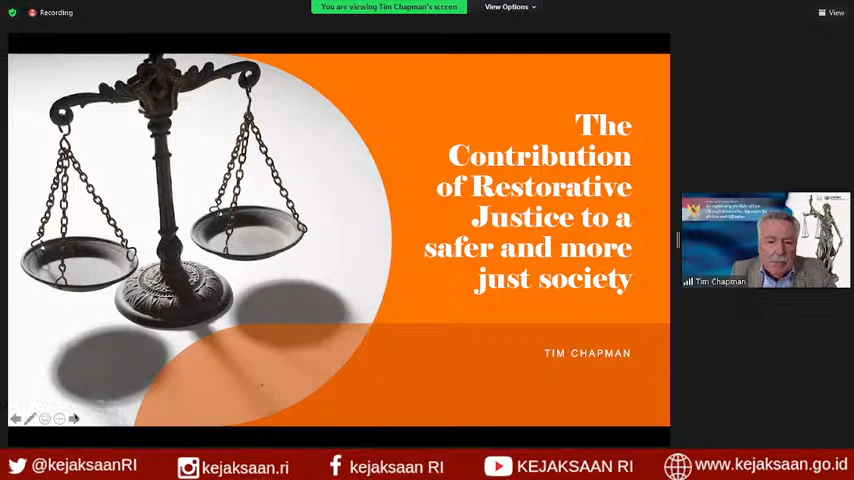 Recording
You are viewing Tim Chapman's screen
View Options
View
The
Contribution
of Restorative
Justice to a
safer and more
just society
TIM CHAPMAN
Tim Chapman
@kejaksaanRI
kejaksaan.ri
kejaksaan RI
KEJAKSAAN RI
www.kejaksaan.go.id